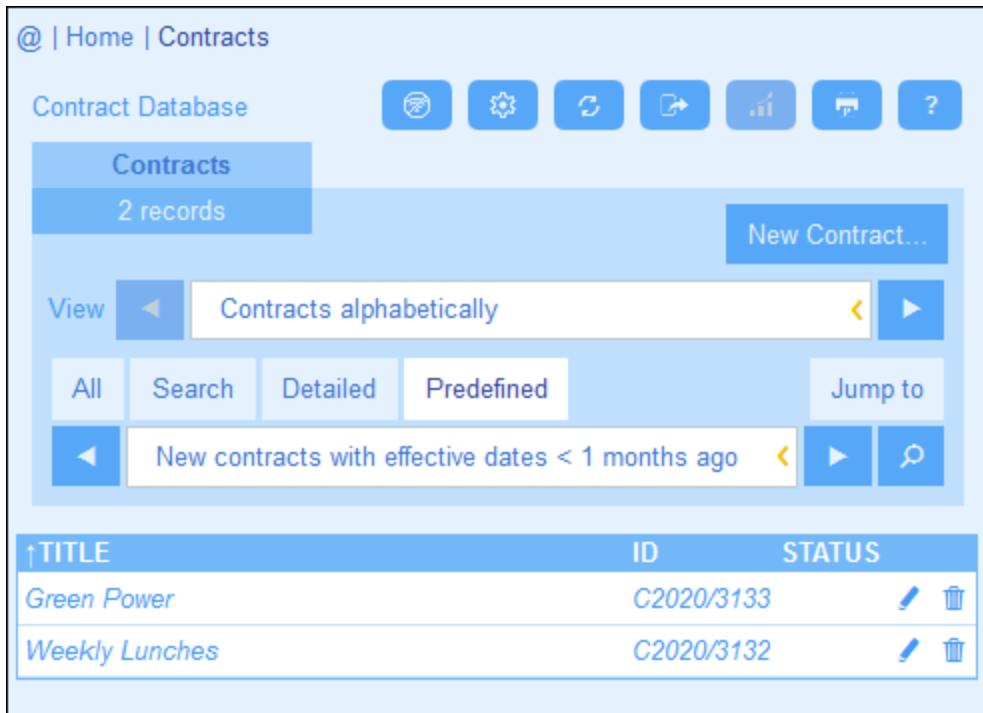 @ | Home | Contracts
Contract Database
?
Contracts
2 records
New Contract...
View Contracts alphabetically
All Search Detailed Predefined Jump to
New contracts with effective dates < 1 months ago
↑TITLE ID STATUS
Green Power C2020/3133
Weekly Lunches C2020/3132